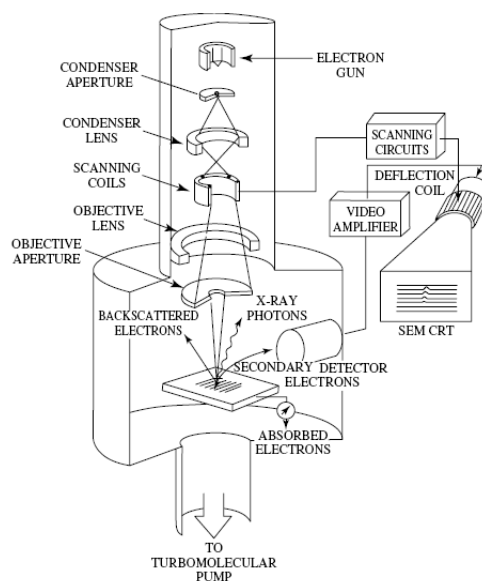 ELECTRON
GUN
CONDENSER
APERTURE
CONDENSER
LENS
SCANNING
COILS
SCANNING
CIRCUITS
DEFLECTION
COIL
VIDEO
AMPLIFIER
OBJECTIVE
LENS
OBJECTIVE
APERTURE
SEM CRT
X-RAY
PHOTONS
BACKSCATTERED
ELECTRONS
SECONDARY DETECTOR
ELECTRONS
ABSORBED
ELECTRONS
TO
TURBOMOLECULAR
PUMP